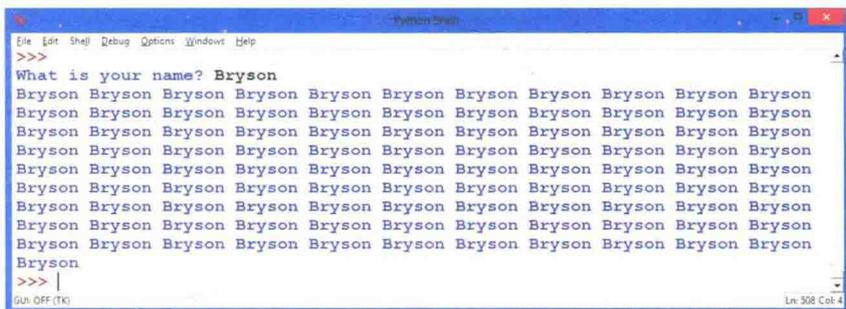 Python Shell
File Edit Shell Debug Options Windows Help
>>>
What is your name? Bryson
Bryson Bryson Bryson Bryson Bryson Bryson Bryson Bryson Bryson Bryson Bryson
Bryson Bryson Bryson Bryson Bryson Bryson Bryson Bryson Bryson Bryson Bryson
Bryson Bryson Bryson Bryson Bryson Bryson Bryson Bryson Bryson Bryson Bryson
Bryson Bryson Bryson Bryson Bryson Bryson Bryson Bryson Bryson Bryson Bryson
Bryson Bryson Bryson Bryson Bryson Bryson Bryson Bryson Bryson Bryson Bryson
Bryson Bryson Bryson Bryson Bryson Bryson Bryson Bryson Bryson Bryson Bryson
Bryson Bryson Bryson Bryson Bryson Bryson Bryson Bryson Bryson Bryson Bryson
Bryson Bryson Bryson Bryson Bryson Bryson Bryson Bryson Bryson Bryson Bryson
Bryson Bryson Bryson Bryson Bryson Bryson Bryson Bryson Bryson Bryson Bryson
Bryson
>>>
GUI: OFF (TK) Ln: 508 Col: 4